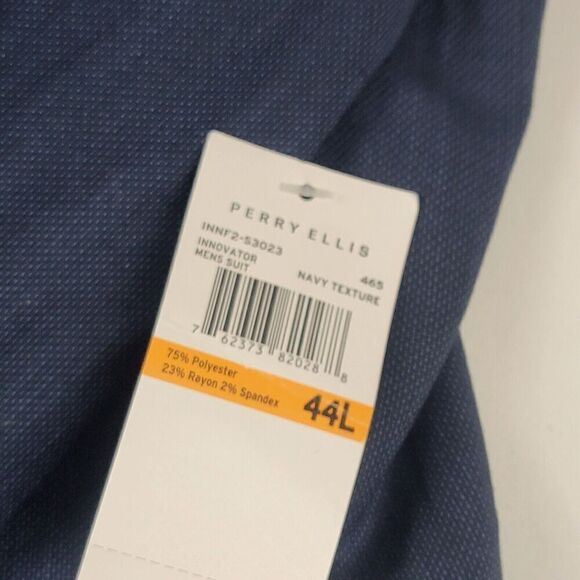 PERRY ELLIS
INNF2-S3023
INNOVATOR 465
MENS SUIT NAVY TEXTURE
7 62373 82028 8
75% Polyester
23% Rayon 2% Spandex
44L